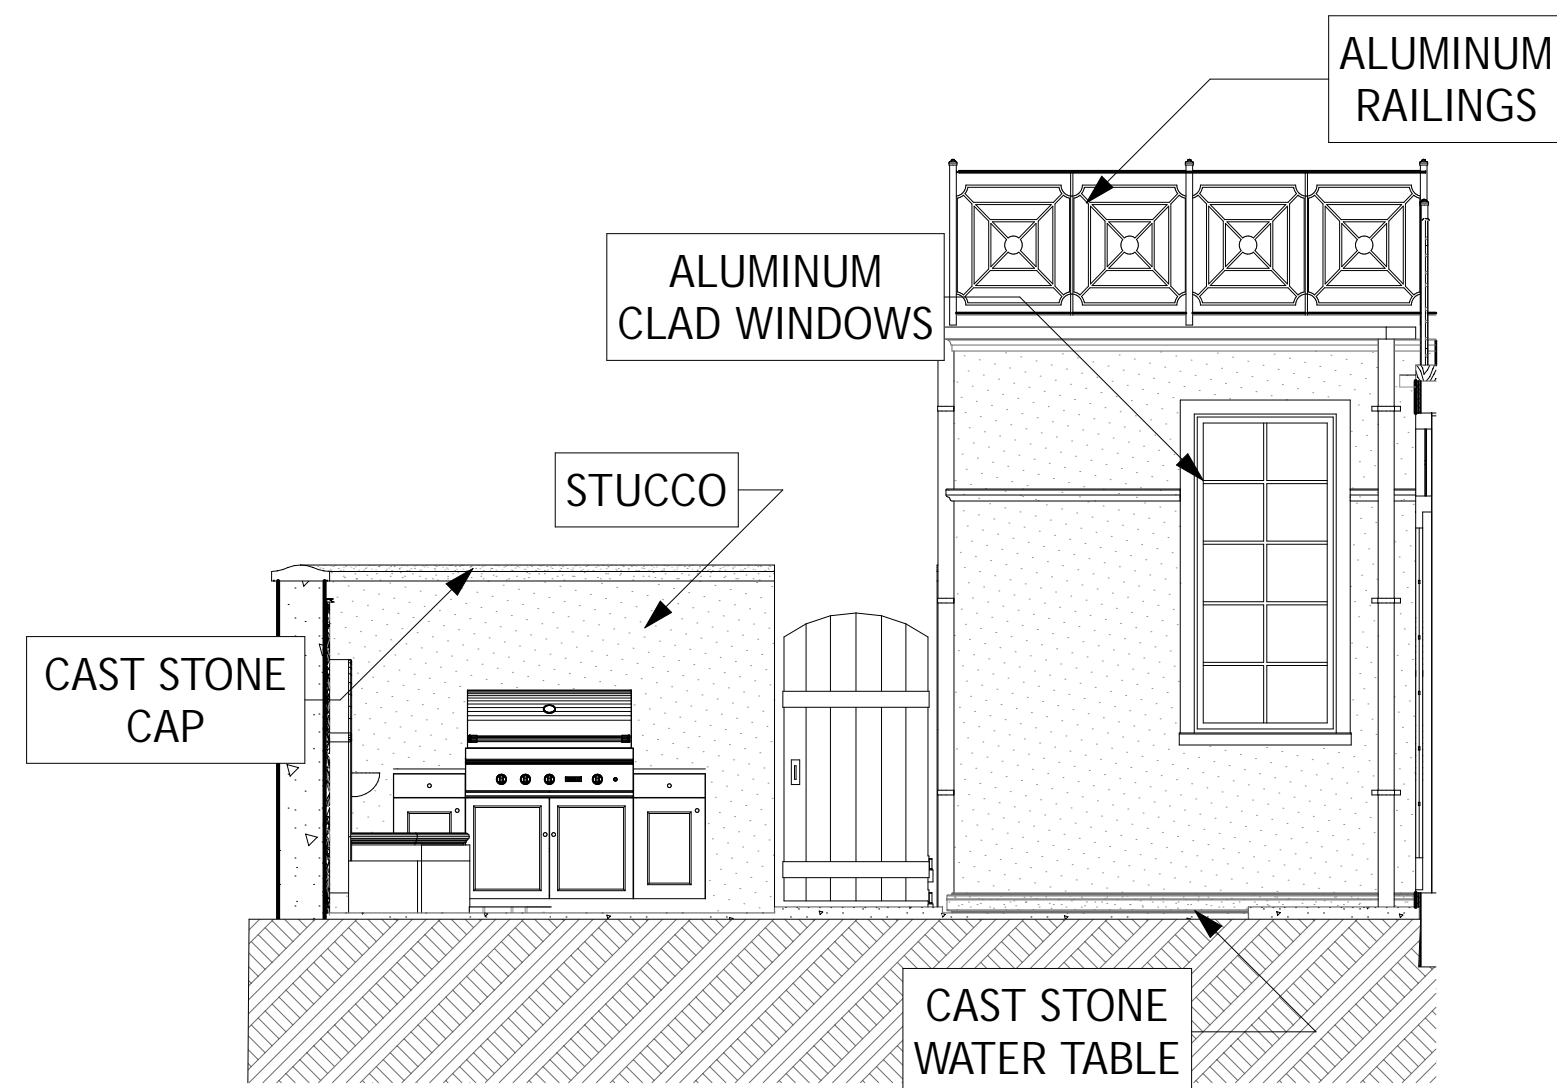 ALUMINUM
RAILINGS
ALUMINUM
CLAD WINDOWS
STUCCO
CAST STONE
CAP
CAST STONE
WATER TABLE